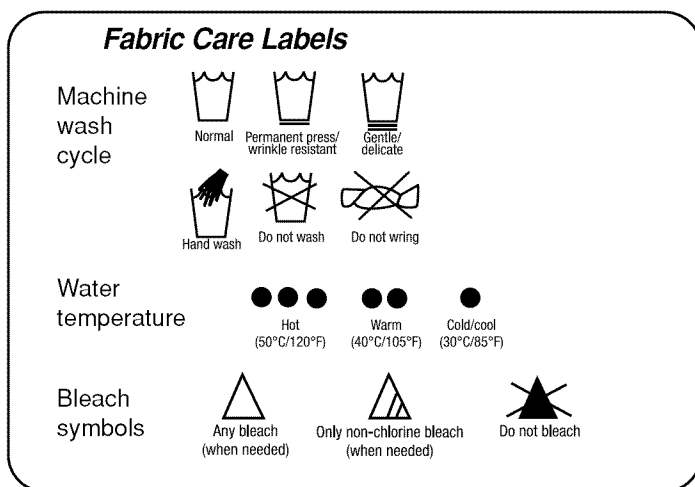 Fabric Care Labels
Machine
wash
cycle
Normal
Permanent press/
wrinkle resistant
Gentle/
delicate
Hand wash
Do not wash
Do not wring
Water
temperature
Hot
(50°C/120°F)
Warm
(40°C/105°F)
Cold/cool
(30°C/85°F)
Bleach
symbols
Any bleach
(when needed)
Only non-chlorine bleach
(when needed)
Do not bleach